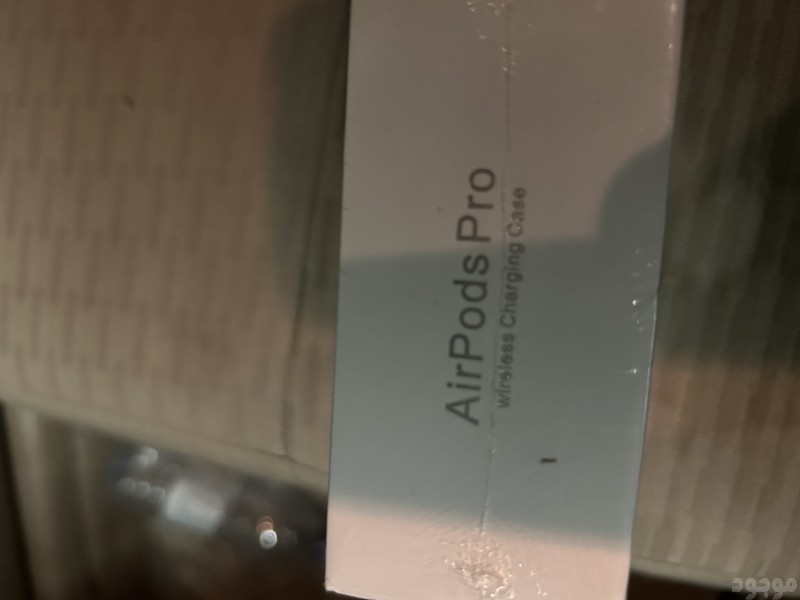 AirPods Pro
wireless Charging Case
موجود